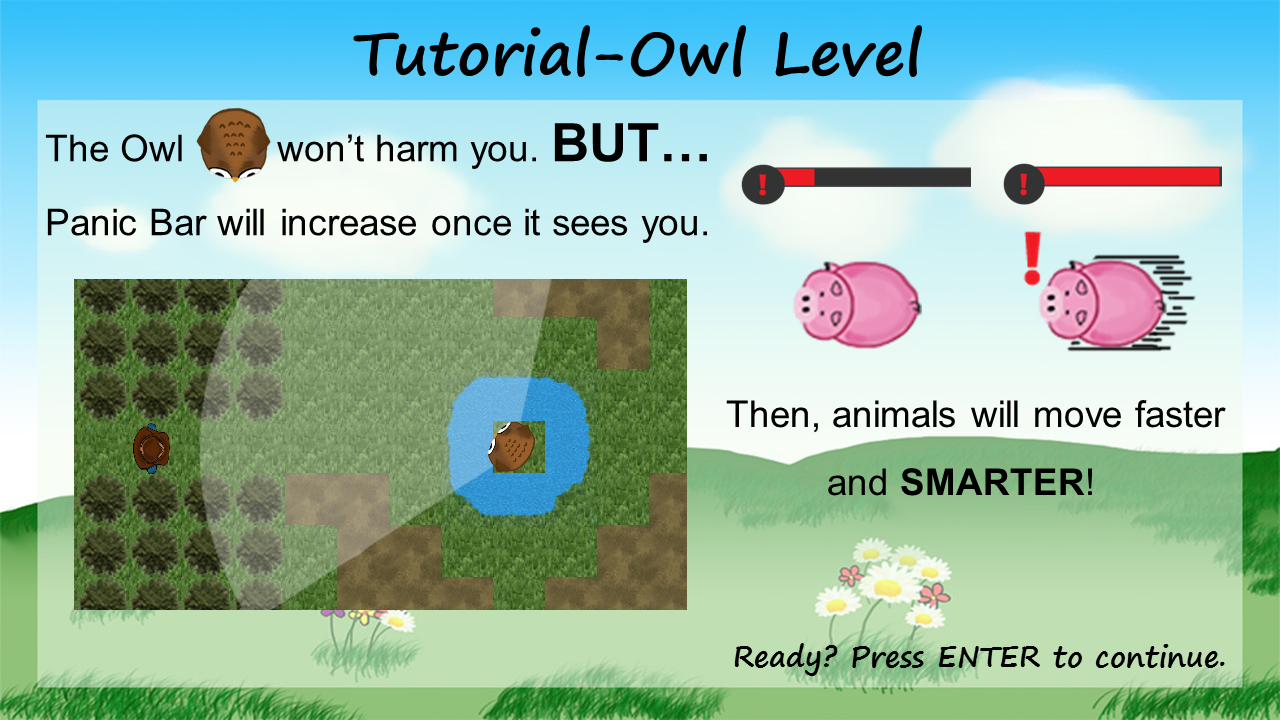 Tutorial-Owl Level
The Owl won’t harm you. BUT…
Panic Bar will increase once it sees you.
!
!
!
Then, animals will move faster
and SMARTER!
Ready? Press ENTER to continue.